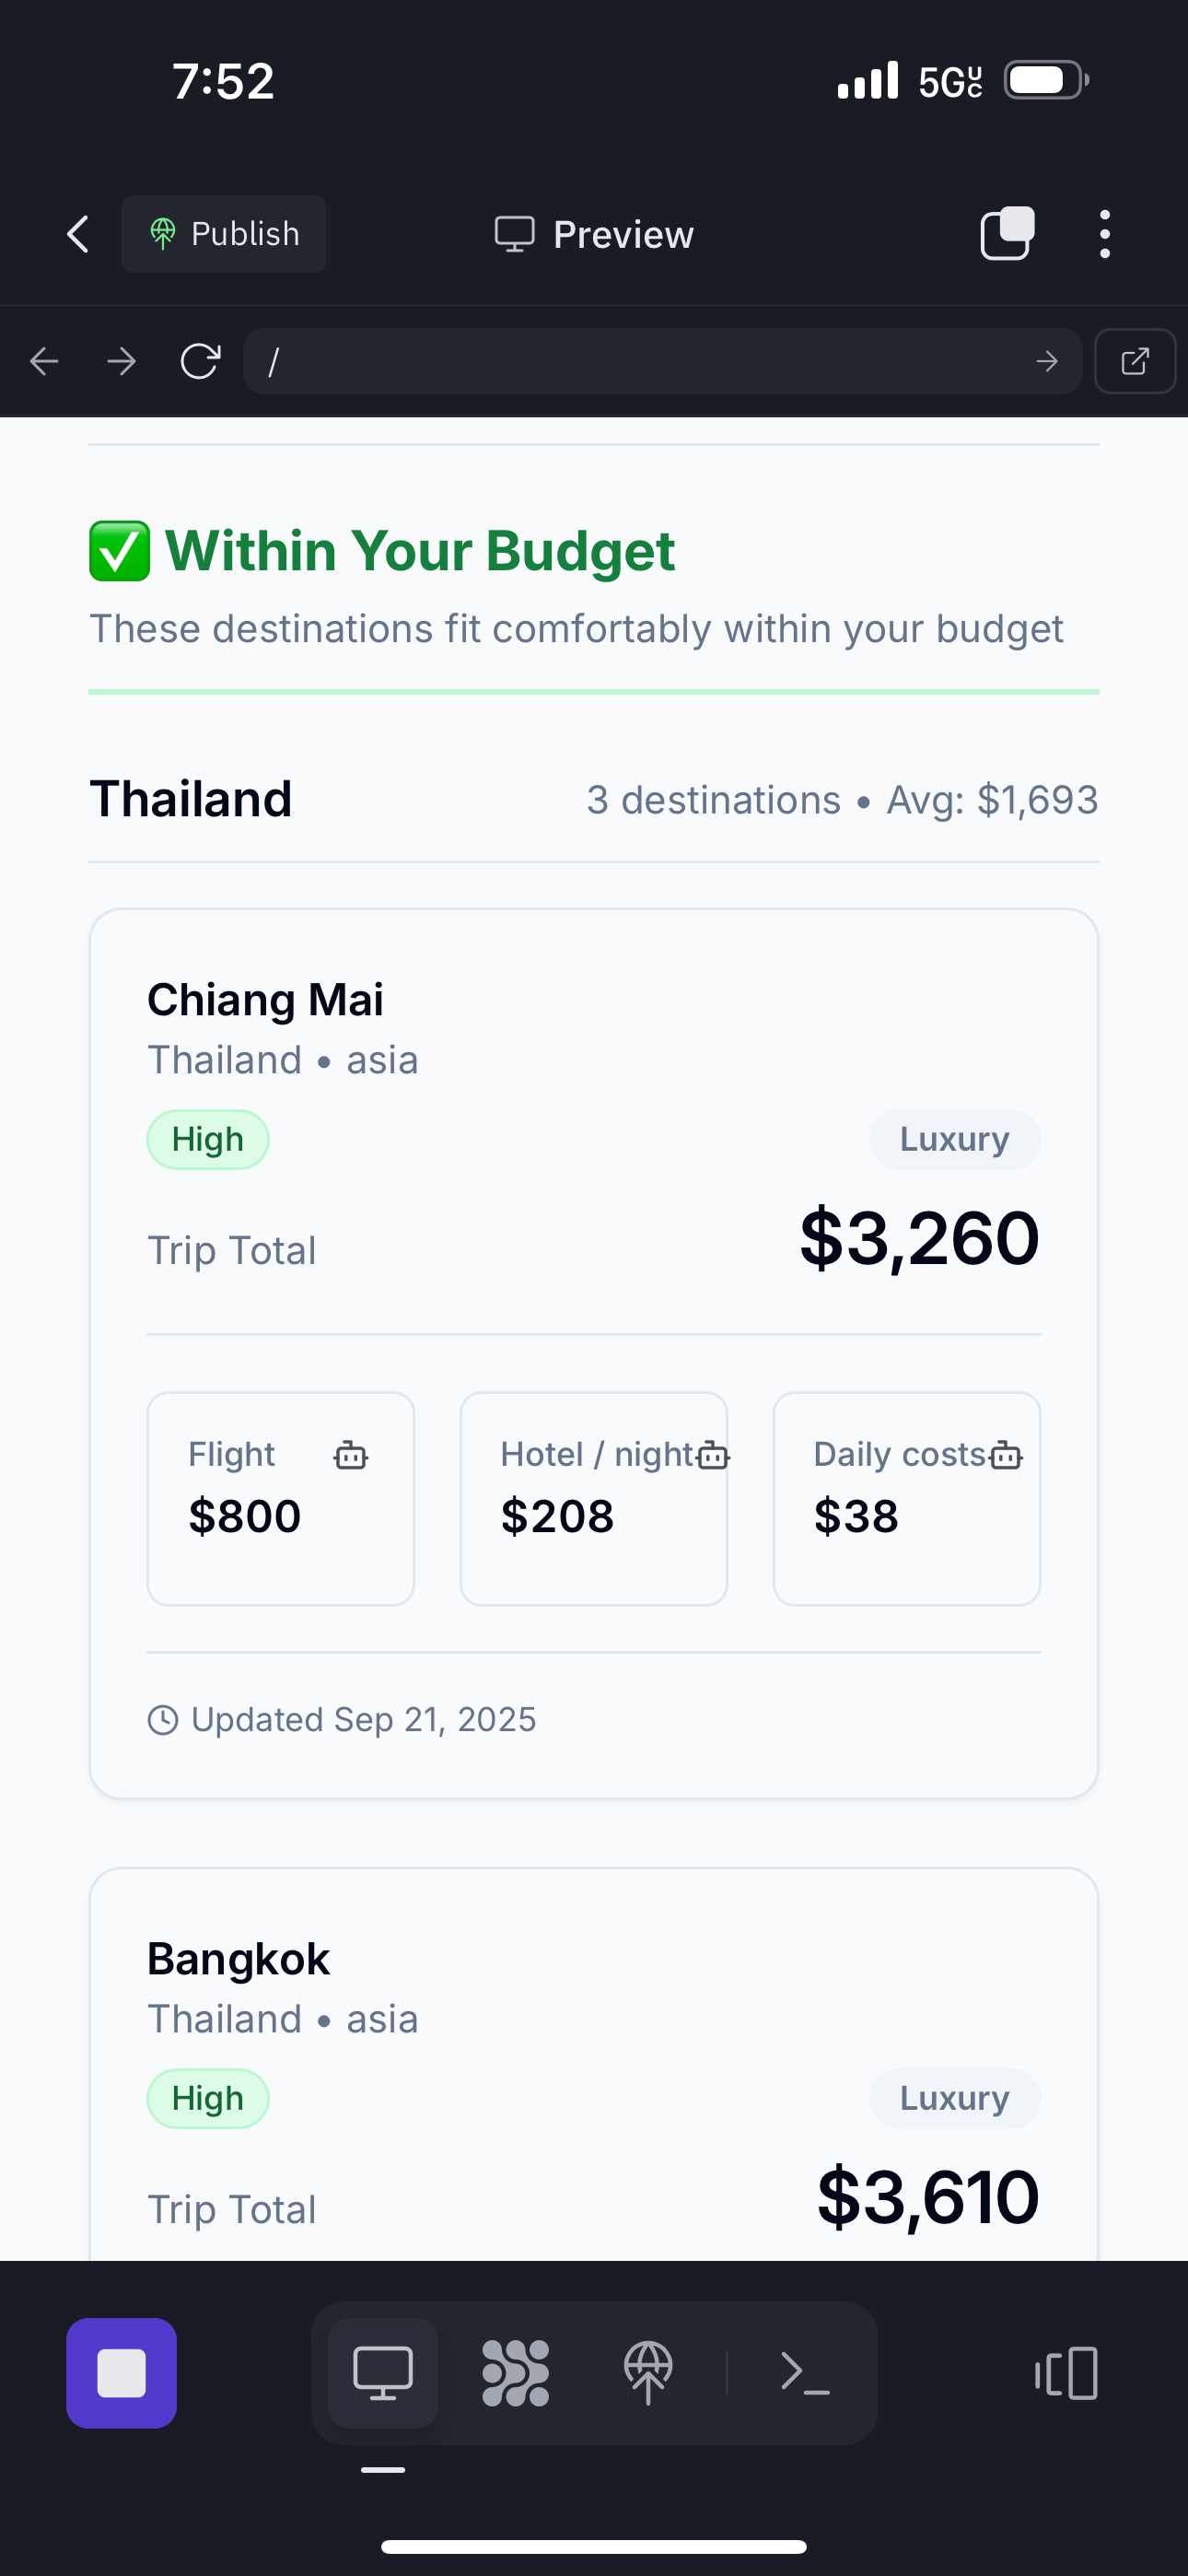 7:52
5GUC
Publish
Preview
/
✅ Within Your Budget
These destinations fit comfortably within your budget
Thailand
3 destinations • Avg: $1,693
Chiang Mai
Thailand • asia
High
Luxury
Trip Total
$3,260
Flight
$800
Hotel / night
$208
Daily costs
$38
Updated Sep 21, 2025
Bangkok
Thailand • asia
High
Luxury
Trip Total
$3,610